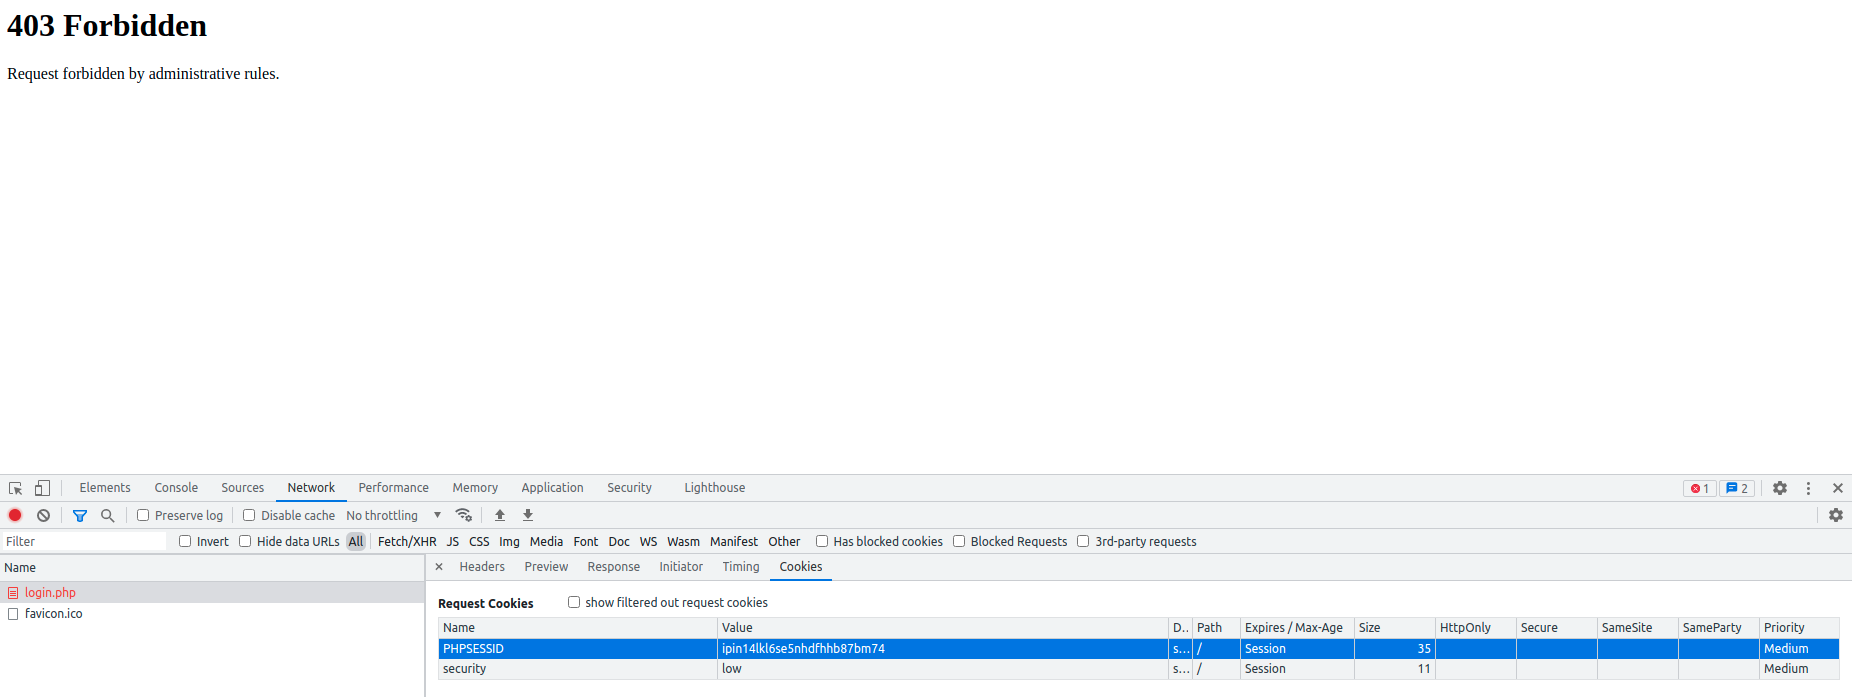 403 Forbidden
Request forbidden by administrative rules.
Elements Console Sources Network Performance Memory Application Security Lighthouse 1 2
Preserve log Disable cache No throttling
Filter Invert Hide data URLs All Fetch/XHR JS CSS Img Media Font Doc WS Wasm Manifest Other Has blocked cookies Blocked Requests 3rd-party requests
Name
login.php
favicon.ico
Headers Preview Response Initiator Timing Cookies
Request Cookies show filtered out request cookies
Name Value D.. Path Expires / Max-Age Size HttpOnly Secure SameSite SameParty Priority
PHPSESSID ipin14lkl6se5nhdfhhb87bm74 s... / Session 35 Medium
security low s... / Session 11 Medium